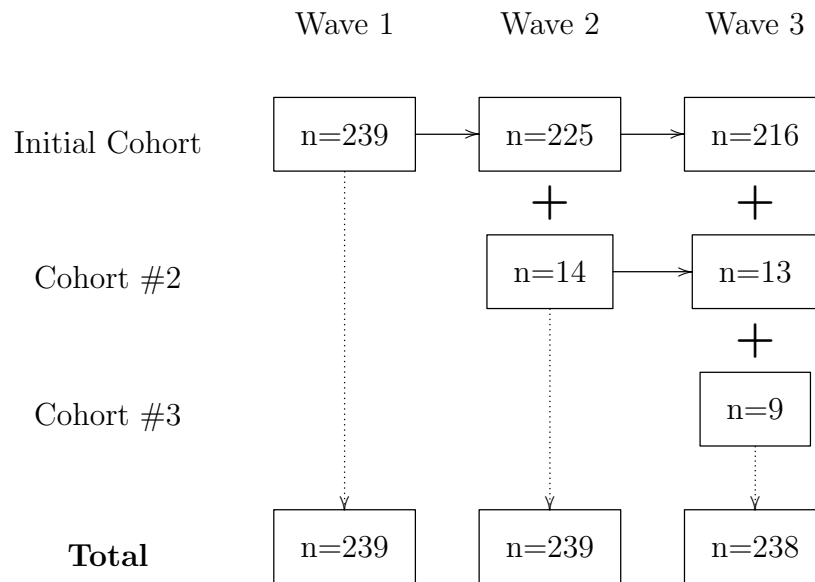 Wave 1 Wave 2 Wave 3
Initial Cohort n=239 n=225 n=216
+ +
Cohort #2 n=14 n=13
+
Cohort #3 n=9
Total n=239 n=239 n=238